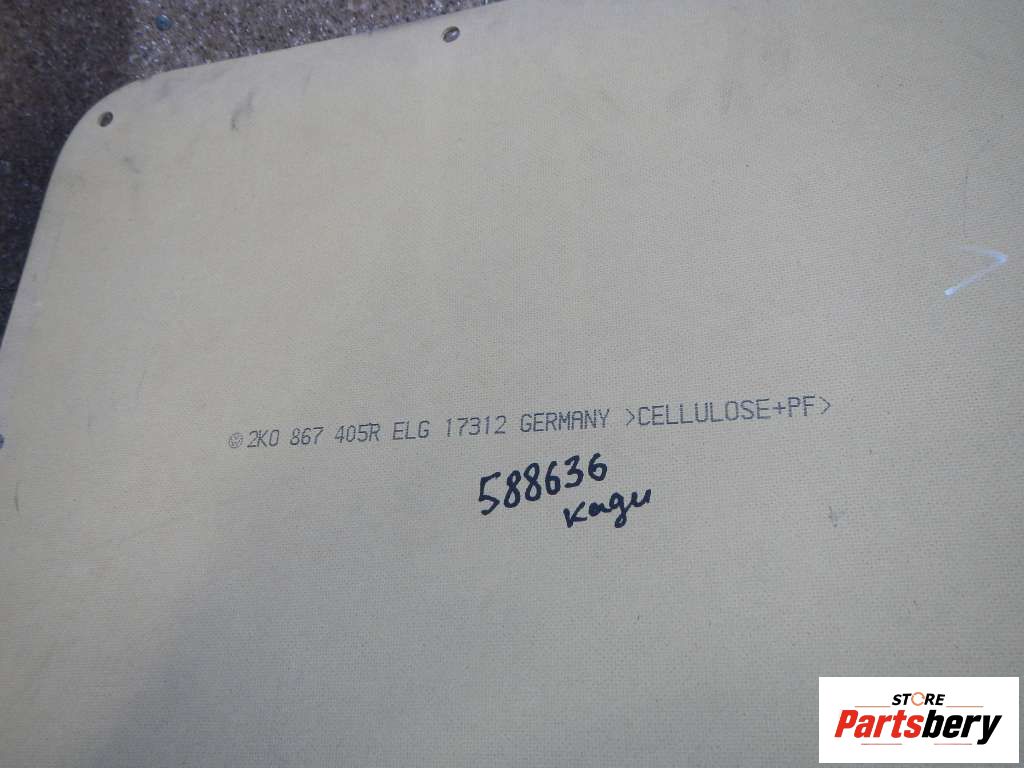 2K0 867 405R ELG 17312 GERMANY >CELLULOSE+PF>
588636
кади
STORE
Partsbery